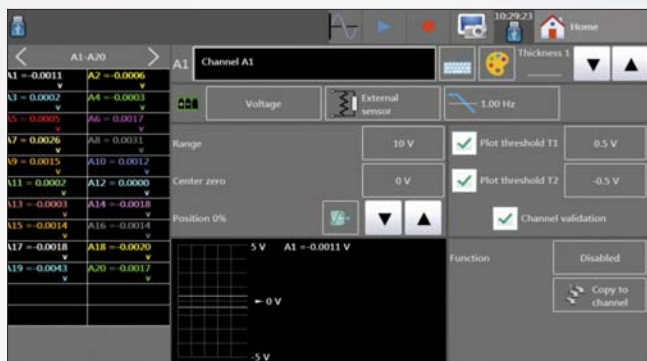 10:29:23
Home
A1-A20
A1 =-0.0011 V
A2 =-0.0006 V
A3 = 0.0002 V
A4 =-0.0003 V
A5 = 0.0005 V
A6 = 0.0017 V
A7 = 0.0026 V
A8 = 0.0031 V
A9 = 0.0015 V
A10 = 0.0012 V
A11 = 0.0002 V
A12 = 0.0000 V
A13 =-0.0003 V
A14 =-0.0018 V
A15 =-0.0014 V
A16 =-0.0014 V
A17 =-0.0018 V
A18 =-0.0020 V
A19 =-0.0043 V
A20 =-0.0017 V
A1
Channel A1
Thickness 1
Voltage
External
sensor
1.00 Hz
Range
10 V
Center zero
0 V
Position 0%
Plot threshold T1
0.5 V
Plot threshold T2
-0.5 V
Channel validation
5 V
A1 =-0.0011 V
0 V
-5 V
Function
Disabled
Copy to
channel